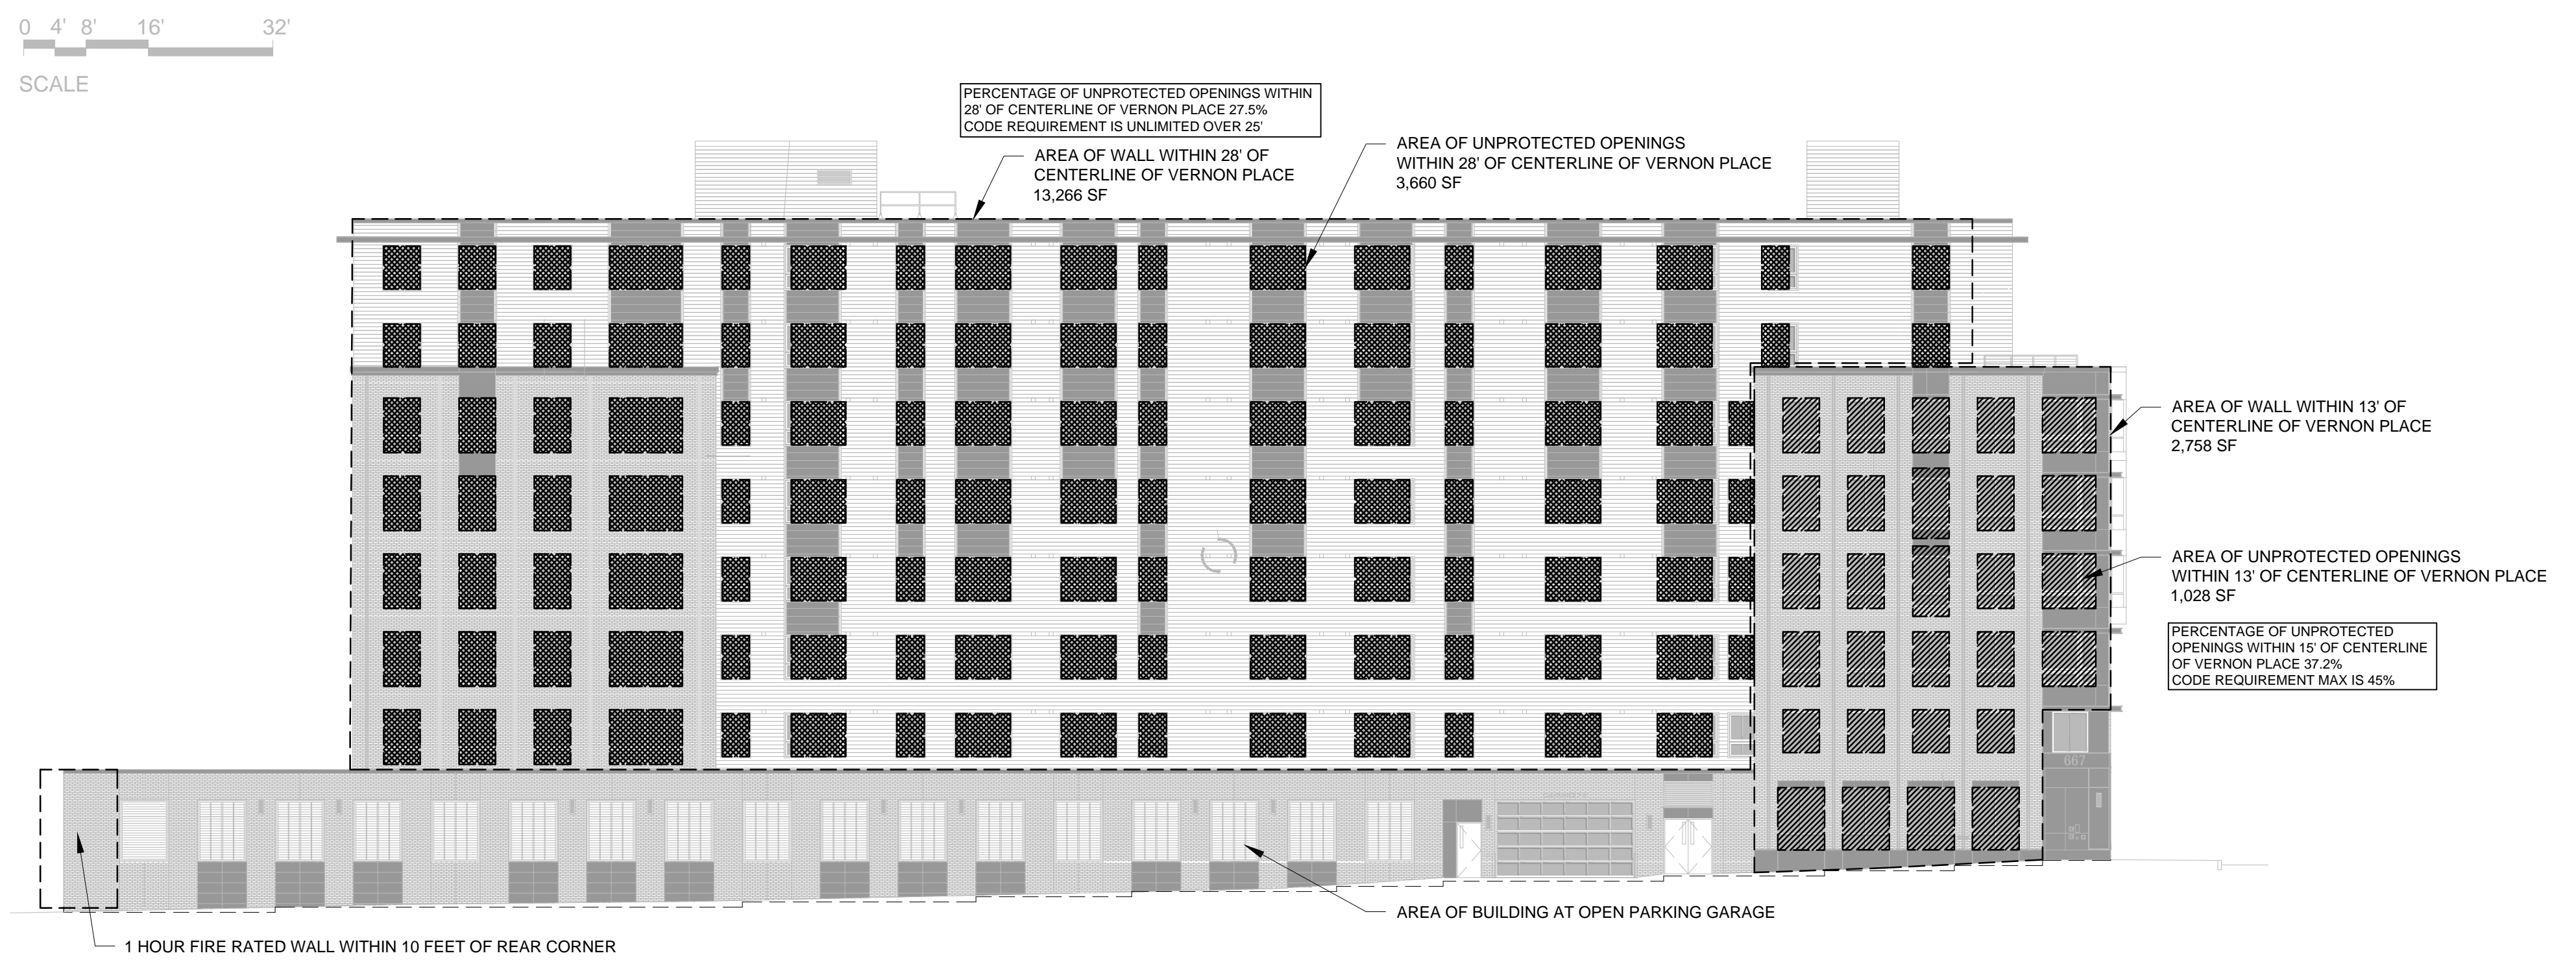 0 4' 8' 16' 32'
SCALE
PERCENTAGE OF UNPROTECTED OPENINGS WITHIN
28' OF CENTERLINE OF VERNON PLACE 27.5%
CODE REQUIREMENT IS UNLIMITED OVER 25'
AREA OF WALL WITHIN 28' OF
CENTERLINE OF VERNON PLACE
13,266 SF
AREA OF UNPROTECTED OPENINGS
WITHIN 28' OF CENTERLINE OF VERNON PLACE
3,660 SF
AREA OF WALL WITHIN 13' OF
CENTERLINE OF VERNON PLACE
2,758 SF
AREA OF UNPROTECTED OPENINGS
WITHIN 13' OF CENTERLINE OF VERNON PLACE
1,028 SF
PERCENTAGE OF UNPROTECTED
OPENINGS WITHIN 15' OF CENTERLINE
OF VERNON PLACE 37.2%
CODE REQUIREMENT MAX IS 45%
667
AREA OF BUILDING AT OPEN PARKING GARAGE
1 HOUR FIRE RATED WALL WITHIN 10 FEET OF REAR CORNER